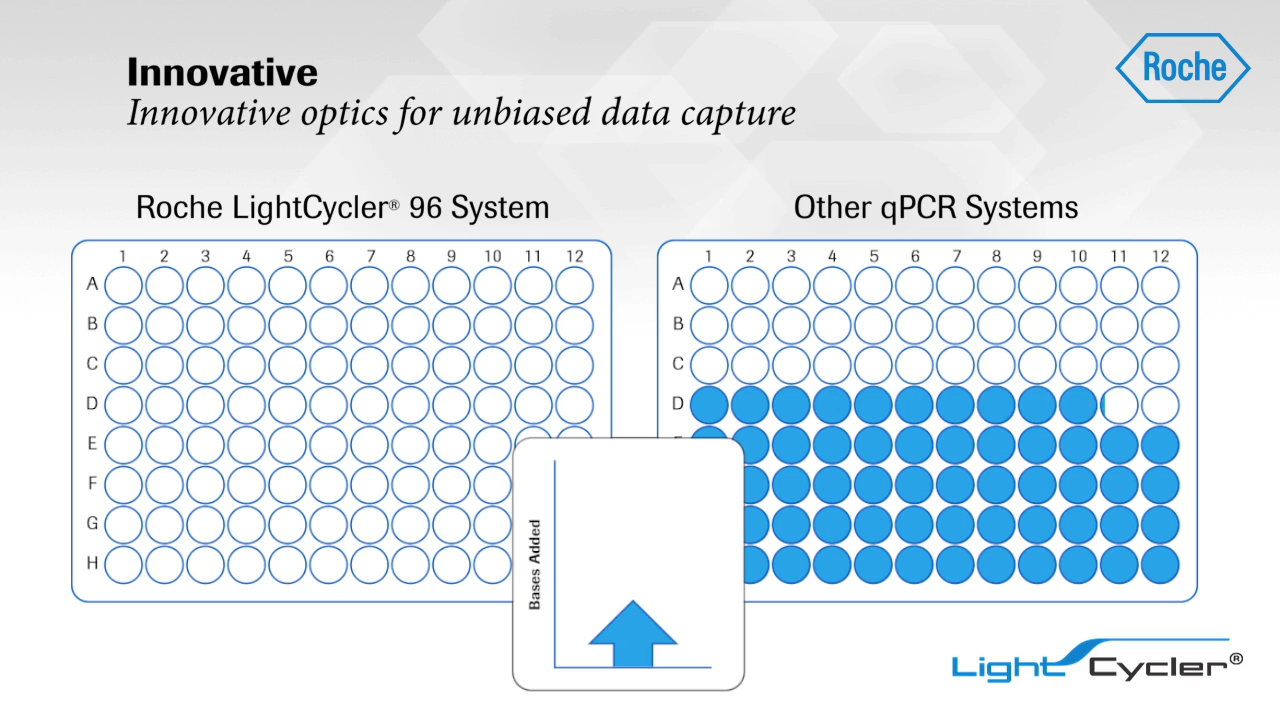 Innovative
Innovative optics for unbiased data capture
Roche
Roche LightCycler® 96 System
Other qPCR Systems
1 2 3 4 5 6 7 8 9 10 11 12
A
B
C
D
E
F
G
H
1 2 3 4 5 6 7 8 9 10 11 12
A
B
C
D
Bases Added
Light Cycler®